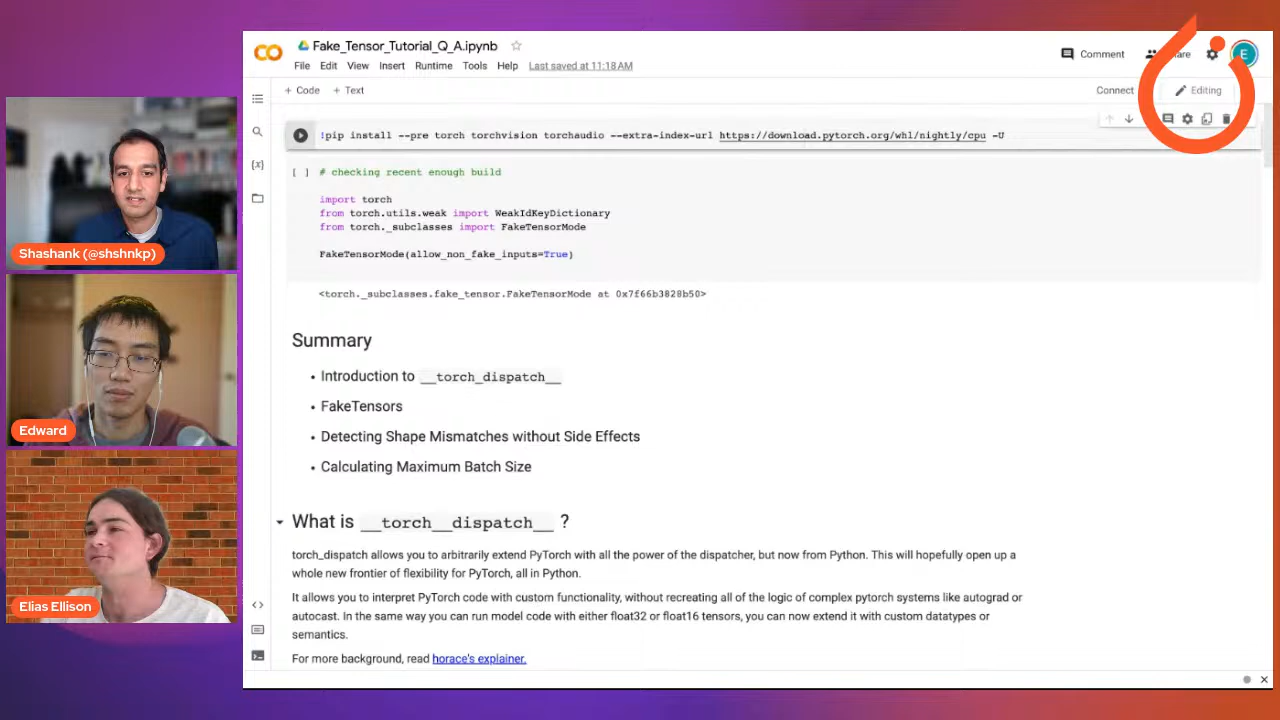 Fake_Tensor_Tutorial_Q_A.ipynb
File Edit View Insert Runtime Tools Help Last saved at 11:18 AM
Comment
E
+ Code + Text
Connect
Editing
!pip install --pre torch torchvision torchaudio --extra-index-url https://download.pytorch.org/whl/nightly/cpu -U
[ ] # checking recent enough build
import torch
from torch.utils.weak import WeakIdKeyDictionary
from torch._subclasses import FakeTensorMode
FakeTensorMode(allow_non_fake_inputs=True)
<torch._subclasses.fake_tensor.FakeTensorMode at 0x7f66b3828b50>
Summary
• Introduction to __torch_dispatch__
• FakeTensors
• Detecting Shape Mismatches without Side Effects
• Calculating Maximum Batch Size
What is __torch__dispatch__ ?
torch_dispatch allows you to arbitrarily extend PyTorch with all the power of the dispatcher, but now from Python. This will hopefully open up a
whole new frontier of flexibility for PyTorch, all in Python.
It allows you to interpret PyTorch code with custom functionality, without recreating all of the logic of complex pytorch systems like autograd or
autocast. In the same way you can run model code with either float32 or float16 tensors, you can now extend it with custom datatypes or
semantics.
For more background, read horace's explainer.
Shashank (@shshnkp)
Edward
Elias Ellison